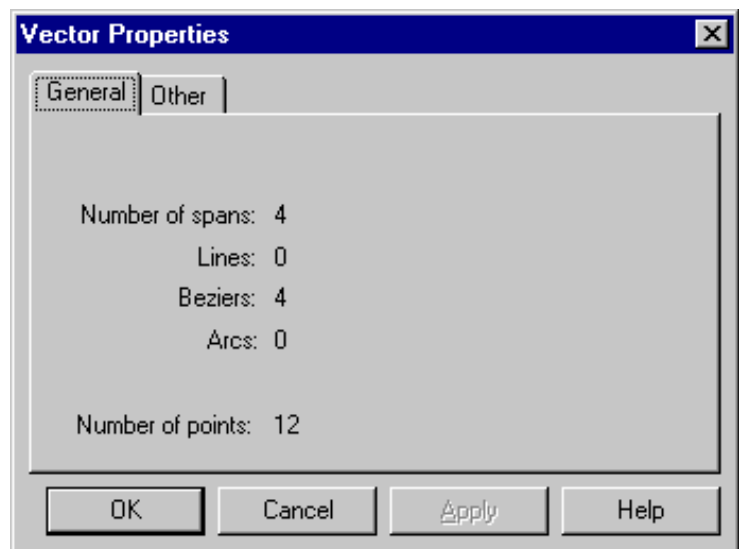 Vector Properties
General Other
Number of spans: 4
Lines: 0
Beziers: 4
Arcs: 0
Number of points: 12
OK Cancel Apply Help